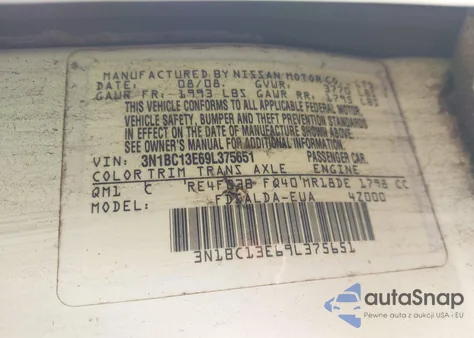 MANUFACTURED BY NISSAN MOTOR CO.
DATE: 08/08. GVWR:
GAWR FR: 1993 LBS GAWR RR:
THIS VEHICLE CONFORMS TO ALL APPLICABLE FEDERAL MOTOR
VEHICLE SAFETY, BUMPER AND THEFT PREVENTION STANDARDS
IN EFFECT ON THE DATE OF MANUFACTURE SHOWN ABOVE.
SEE OWNER'S MANUAL FOR ADDITIONAL INFORMATION.
VIN: 3N1BC13E69L375651 PASSENGER CAR.
COLOR TRIM TRANS AXLE ENGINE
QM1 C FQ40 MR18DE 1798 CC
MODEL: 4Z000
3N1BC13E69L375651
autoSnap
Pewne auta z aukcji USA i EU